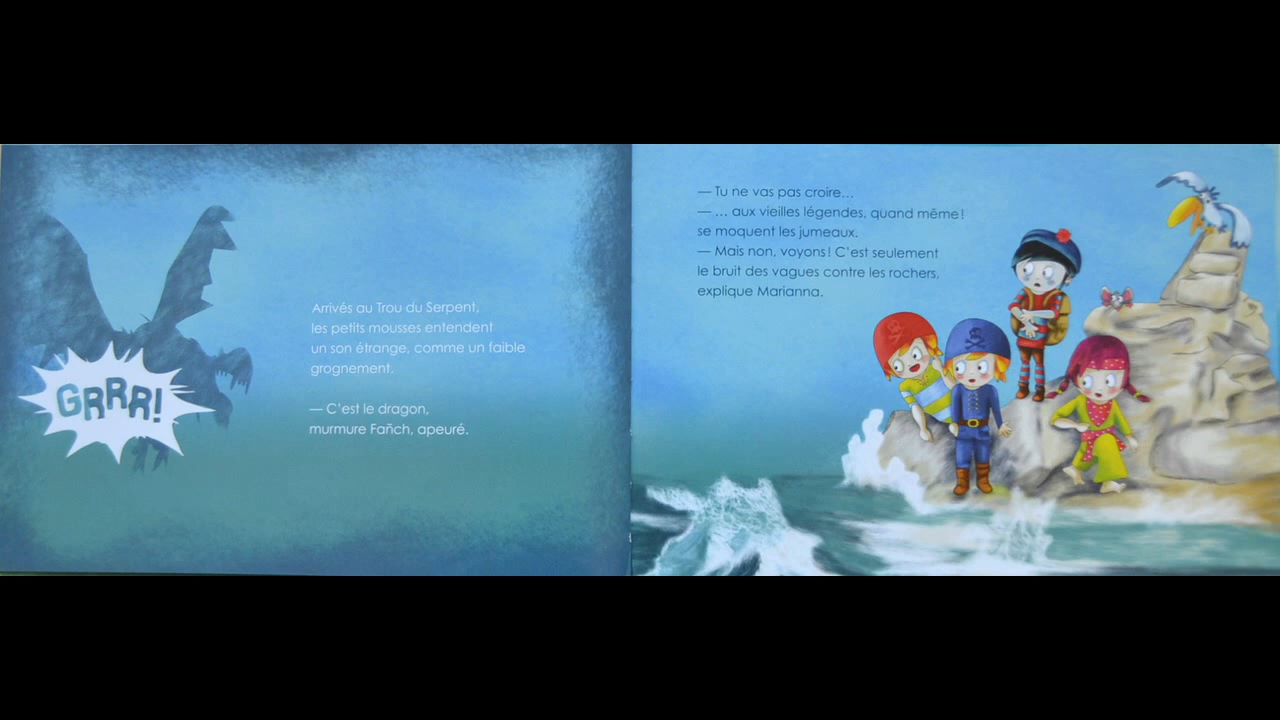 GRRR!
Arrivés au Trou du Serpent,
les petits mousses entendent
un son étrange, comme un faible
grognement.
— C’est le dragon,
murmure Fañch, apeuré.
— Tu ne vas pas croire…
— … aux vieilles légendes, quand même !
se moquent les jumeaux.
— Mais non, voyons ! C’est seulement
le bruit des vagues contre les rochers,
explique Marianna.